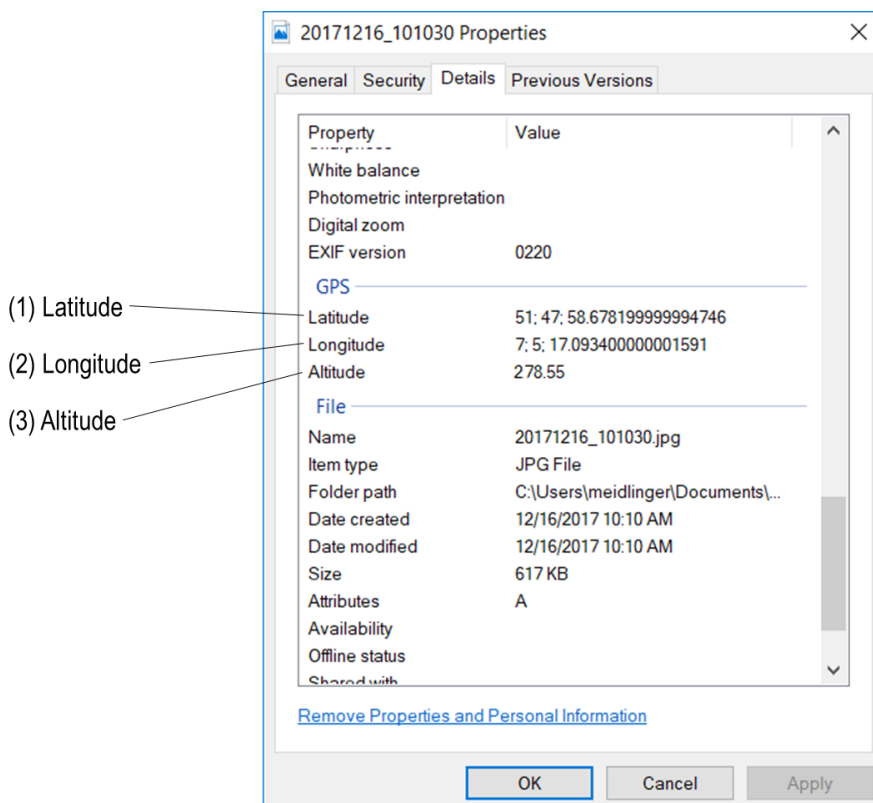 20171216_101030 Properties
General Security Details Previous Versions
Property Value
White balance
Photometric interpretation
Digital zoom
EXIF version 0220
GPS
(1) Latitude
Latitude 51; 47; 58.678199999994746
(2) Longitude
Longitude 7; 5; 17.093400000001591
(3) Altitude
Altitude 278.55
File
Name 20171216_101030.jpg
Item type JPG File
Folder path C:\Users\meidlinger\Documents\...
Date created 12/16/2017 10:10 AM
Date modified 12/16/2017 10:10 AM
Size 617 KB
Attributes A
Availability
Offline status
Shared with
Remove Properties and Personal Information
OK Cancel Apply